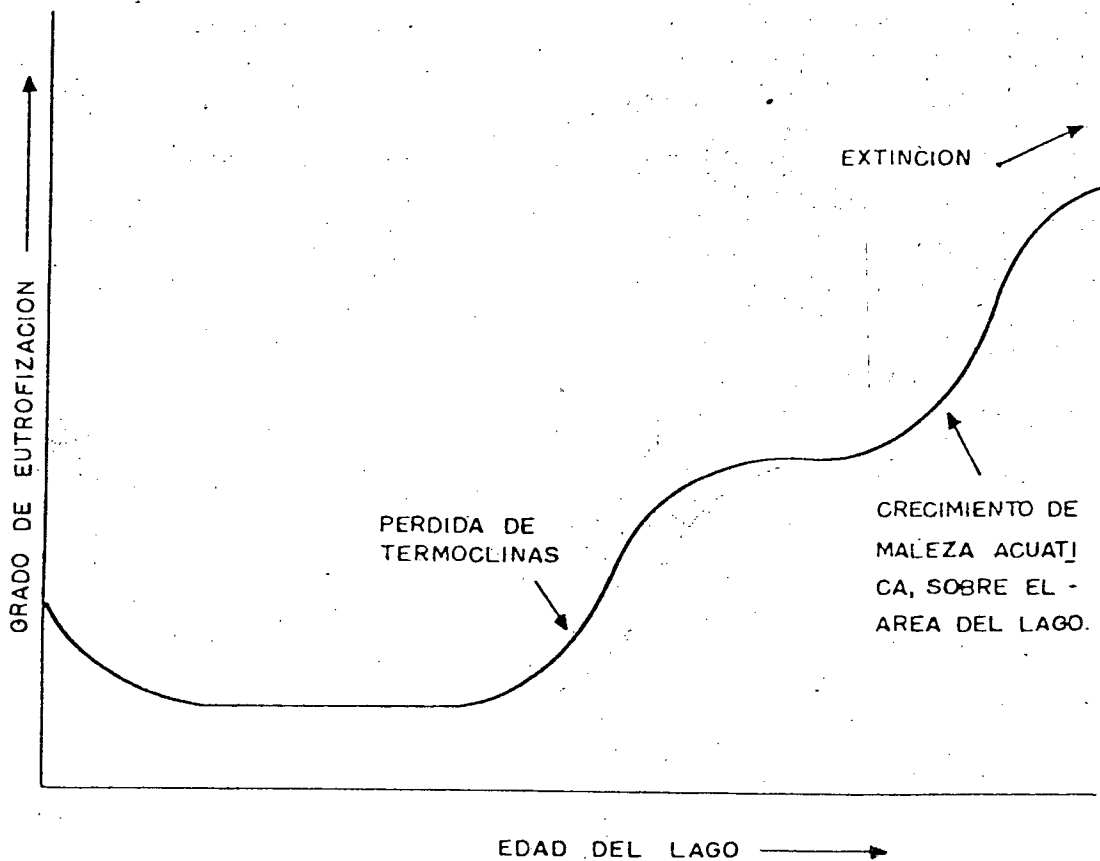 EXTINCION
GRADO DE EUTROFIZACION
PERDIDA DE
TERMOCLINAS
CRECIMIENTO DE
MALEZA ACUATI
CA, SOBRE EL -
AREA DEL LAGO.
EDAD DEL LAGO